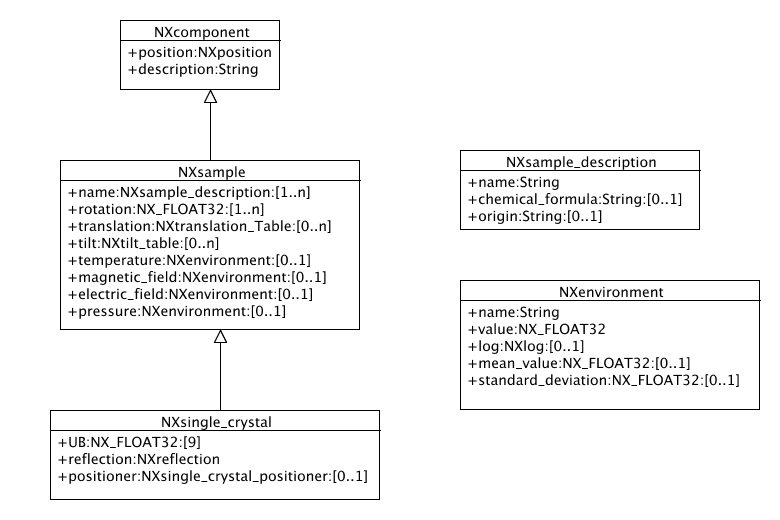 NXcomponent
+position:NXposition
+description:String
NXsample
+name:NXsample_description:[1..n]
+rotation:NX_FLOAT32:[1..n]
+translation:NXtranslation_Table:[0..n]
+tilt:NXtilt_table:[0..n]
+temperature:NXenvironment:[0..1]
+magnetic_field:NXenvironment:[0..1]
+electric_field:NXenvironment:[0..1]
+pressure:NXenvironment:[0..1]
NXsample_description
+name:String
+chemical_formula:String:[0..1]
+origin:String:[0..1]
NXenvironment
+name:String
+value:NX_FLOAT32
+log:NXlog:[0..1]
+mean_value:NX_FLOAT32:[0..1]
+standard_deviation:NX_FLOAT32:[0..1]
NXsingle_crystal
+UB:NX_FLOAT32:[9]
+reflection:NXreflection
+positioner:NXsingle_crystal_positioner:[0..1]